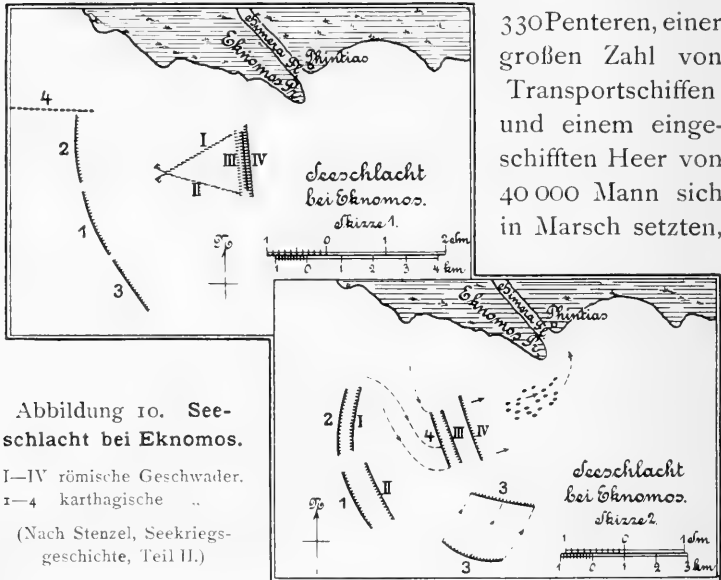 330 Penteren, einer
großen Zahl von
Transportschiffen
und einem einge-
schifften Heer von
40 000 Mann sich
in Marsch setzten,
Himera Fl.
Eknomos Pr.
Phintias
4
2
1
3
I
II
III
IV
Seeschlacht
bei Eknomos.
Skizze 1.
1 0 1 2 slm
1 0 1 2 3 4 km
Himera Fl.
Eknomos Pr.
Phintias
2
I
1
II
4
III
IV
3
3
Seeschlacht
bei Eknomos.
Skizze 2.
1 0 1 slm
1 0 1 2 3 km
Abbildung 10. See-
schlacht bei Eknomos.
I—IV römische Geschwader.
1—4 karthagische „
(Nach Stenzel, Seekriegs-
geschichte, Teil II.)